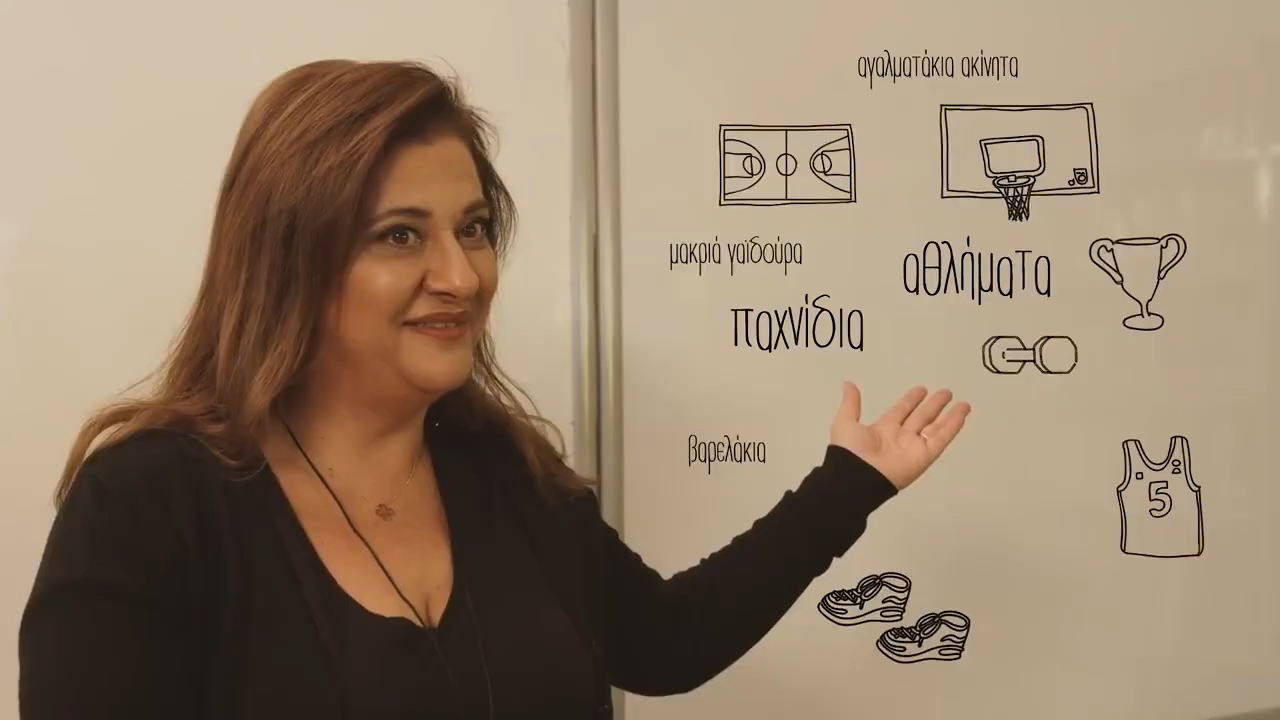 αγαλματάκια ακίνητα
μακριά γαϊδούρα
αθλήματα
παχνίδια
βαρελάκια
5